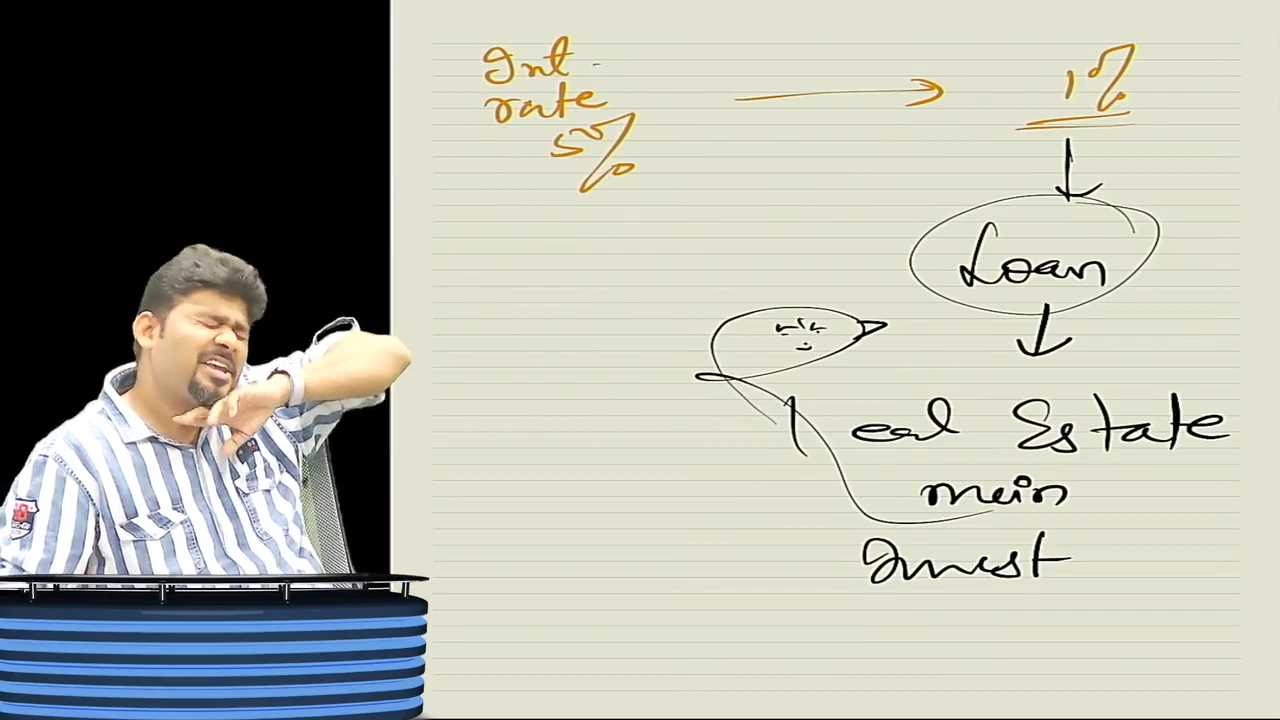 Int.
rate
5%
1%
Loan
Real Estate
mein
Invest